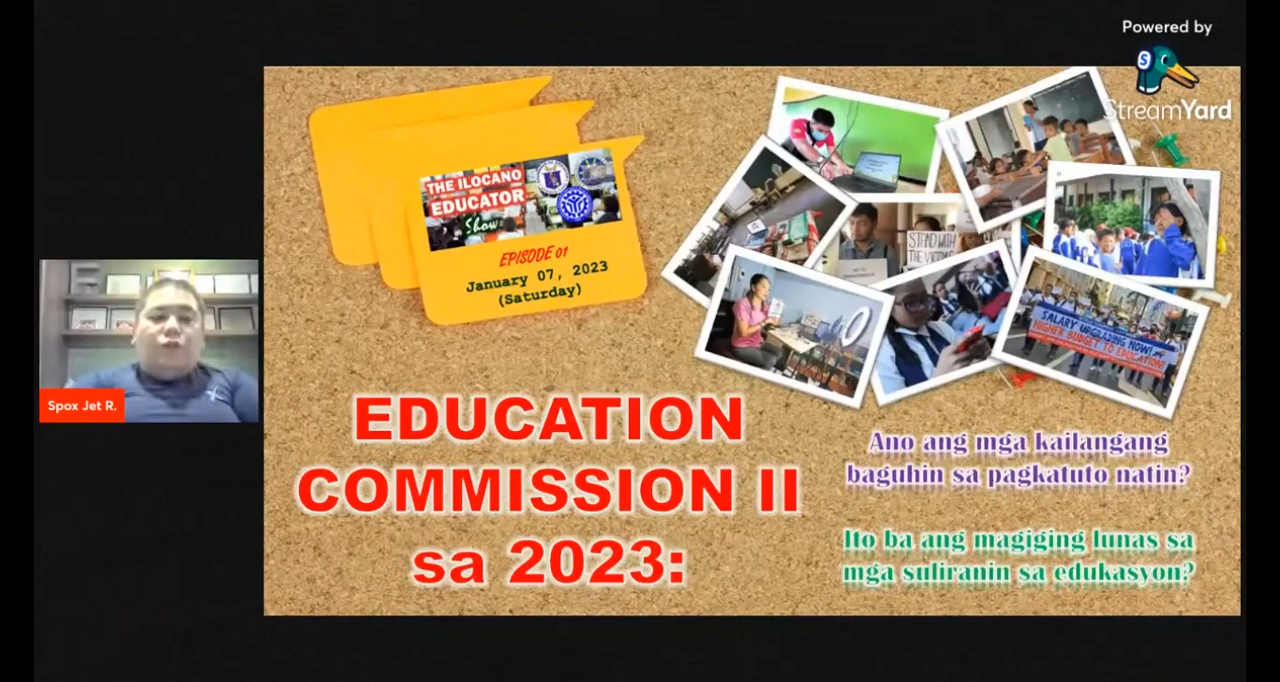 Powered by
StreamYard
THE ILOCANO
EDUCATOR
Show
EPISODE 01
January 07, 2023
(Saturday)
STAND WITH
THE
SALARY UPGRADING NOW!
HIGHER BUDGET TO EDUCATION!
Spox Jet R.
EDUCATION
COMMISSION II
sa 2023:
Ano ang mga kailangang
baguhin sa pagkatuto natin?
Ito ba ang magiging lunas sa
mga suliranin sa edukasyon?